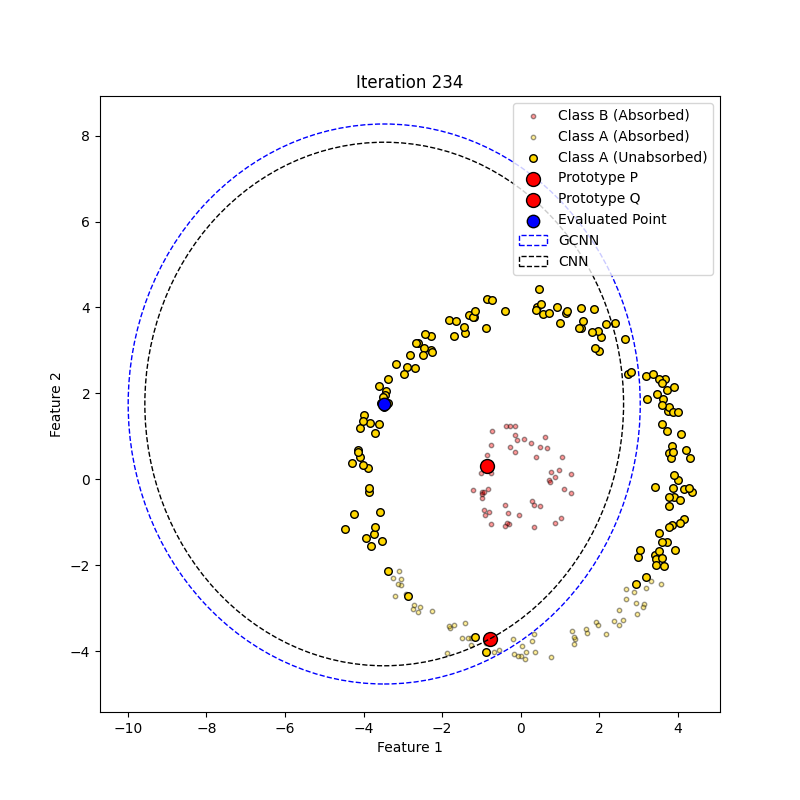 Iteration 234
Class B (Absorbed)
Class A (Absorbed)
Class A (Unabsorbed)
Prototype P
Prototype Q
Evaluated Point
GCNN
CNN
8
6
4
2
0
−2
−4
Feature 2
−10 −8 −6 −4 −2 0 2 4
Feature 1